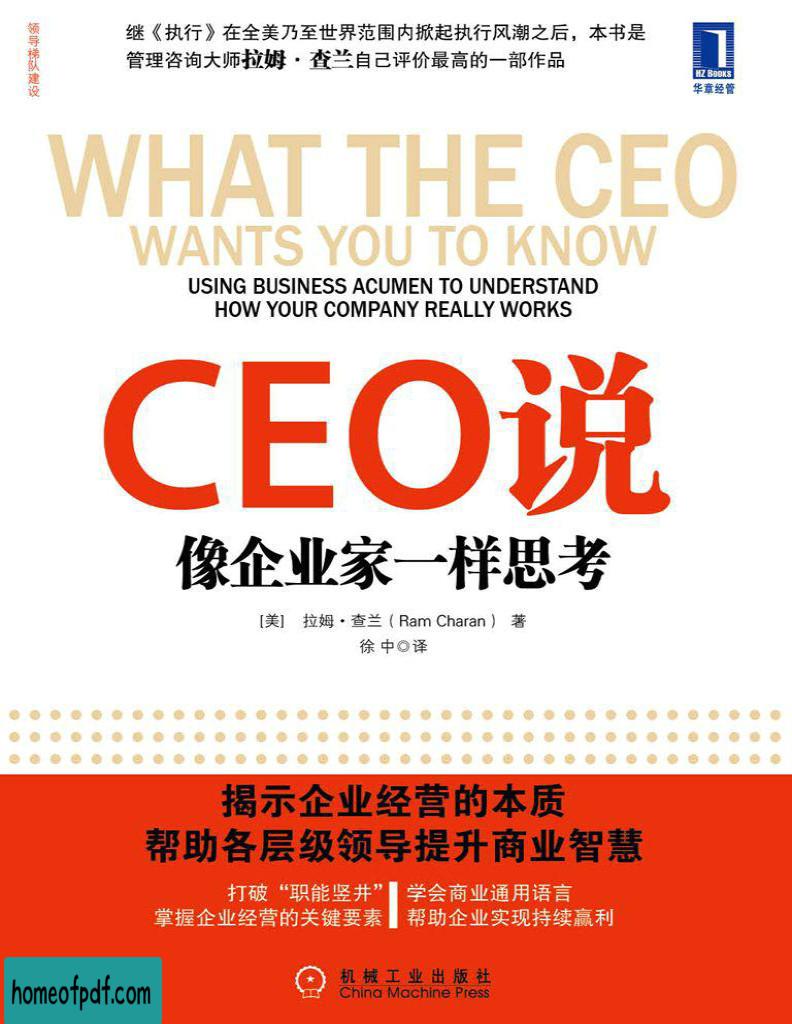 领导梯队建设
继《执行》在全美乃至世界范围内掀起执行风潮之后，本书是
管理咨询大师拉姆·查兰自己评价最高的一部作品
HZ BOOKS
华章经管
WHAT THE CEO
WANTS YOU TO KNOW
USING BUSINESS ACUMEN TO UNDERSTAND
HOW YOUR COMPANY REALLY WORKS
CEO说
像企业家一样思考
[美] 拉姆·查兰（Ram Charan） 著
徐 中◎译
揭示企业经营的本质
帮助各层级领导提升商业智慧
打破“职能竖井” 学会商业通用语言
掌握企业经营的关键要素 帮助企业实现持续赢利
机械工业出版社
China Machine Press
homeofpdf.com